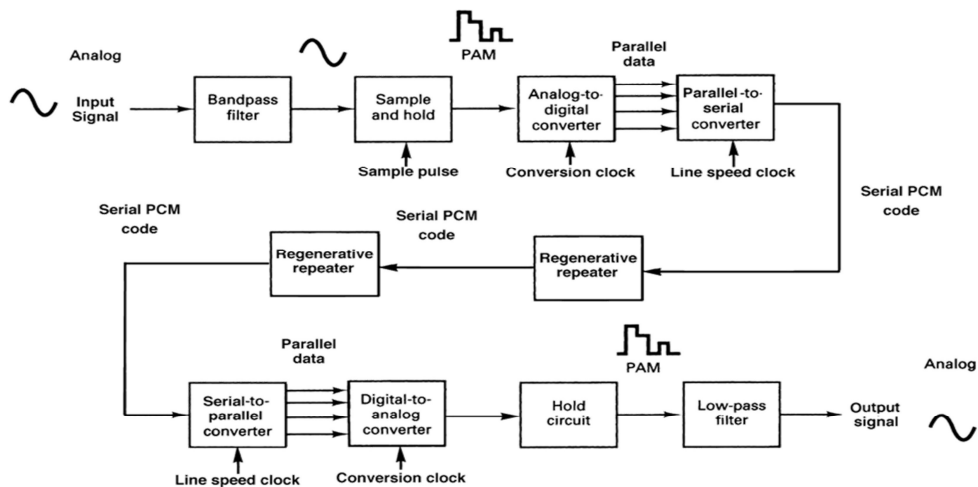 Analog
Input
Signal
Bandpass
filter
Sample
and hold
Sample pulse
PAM
Analog-to-
digital
converter
Conversion clock
Parallel
data
Parallel-to-
serial
converter
Line speed clock
Serial PCM
code
Regenerative
repeater
Serial PCM
code
Regenerative
repeater
Serial PCM
code
Serial-to-
parallel
converter
Line speed clock
Parallel
data
Digital-to-
analog
converter
Conversion clock
Hold
circuit
PAM
Low-pass
filter
Output
signal
Analog